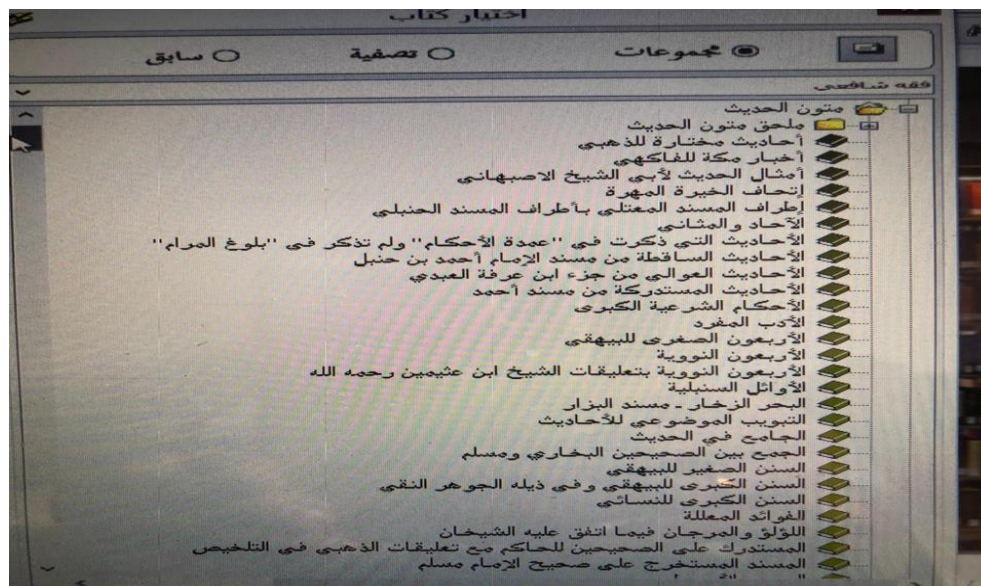 اختيار كتاب
مجموعات تصفية سابق
فقه شافعى
متون الحديث
ملحق متون الحديث
أحاديث مختارة للذهبي
أخبار مكة للفاكهي
أمثال الحديث لأبي الشيخ الاصبهاني
إتحاف الخيرة المهرة
إطراف المسند المعتلي بأطراف المسند الحنبلي
الآحاد والمثاني
الأحاديث التي ذكرت في "عمدة الأحكام" ولم تذكر في "بلوغ المرام"
الأحاديث الساقطة من مسند الإمام أحمد بن حنبل
الأحاديث العوالي من جزء ابن عرفة العبدي
الأحاديث المستدركة من مسند أحمد
الأحكام الشرعية الكبرى
الأدب المفرد
الأربعون الصغرى للبيهقي
الأربعون النووية
الأربعون النووية بتعليقات الشيخ ابن عثيمين رحمه الله
الأوائل السنبلية
البحر الزخار ـ مسند البزار
التبويب الموضوعي للأحاديث
الجامع في الحديث
الجمع بين الصحيحين البخاري ومسلم
السنن الصغير للبيهقي
السنن الكبرى للبيهقي وفي ذيله الجوهر النقي
السنن الكبرى للنسائي
الفوائد المعللة
اللؤلؤ والمرجان فيما اتفق عليه الشيخان
المستدرك على الصحيحين للحاكم مع تعليقات الذهبي في التلخيص
المسند المستخرج على صحيح الإمام مسلم